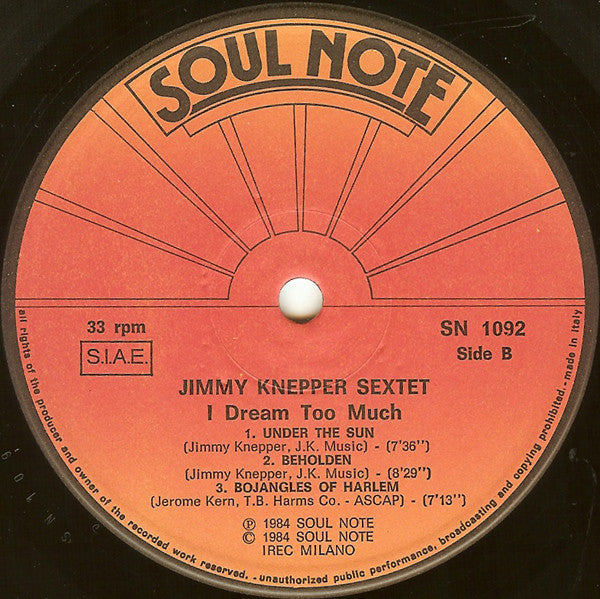 SOUL NOTE
33 rpm
S.I.A.E.
SN 1092
Side B
JIMMY KNEPPER SEXTET
I Dream Too Much
1. UNDER THE SUN
(Jimmy Knepper, J.K. Music) - (7'36'')
2. BEHOLDEN
(Jimmy Knepper, J.K. Music) - (8'29'')
3. BOJANGLES OF HARLEM
(Jerome Kern, T.B. Harms Co. - ASCAP) - (7'13'')
℗ 1984 SOUL NOTE
© 1984 SOUL NOTE
IREC MILANO
all rights of the producer and owner of the recorded work reserved. - unauthorized public performance, broadcasting and copying prohibited. - made in italy